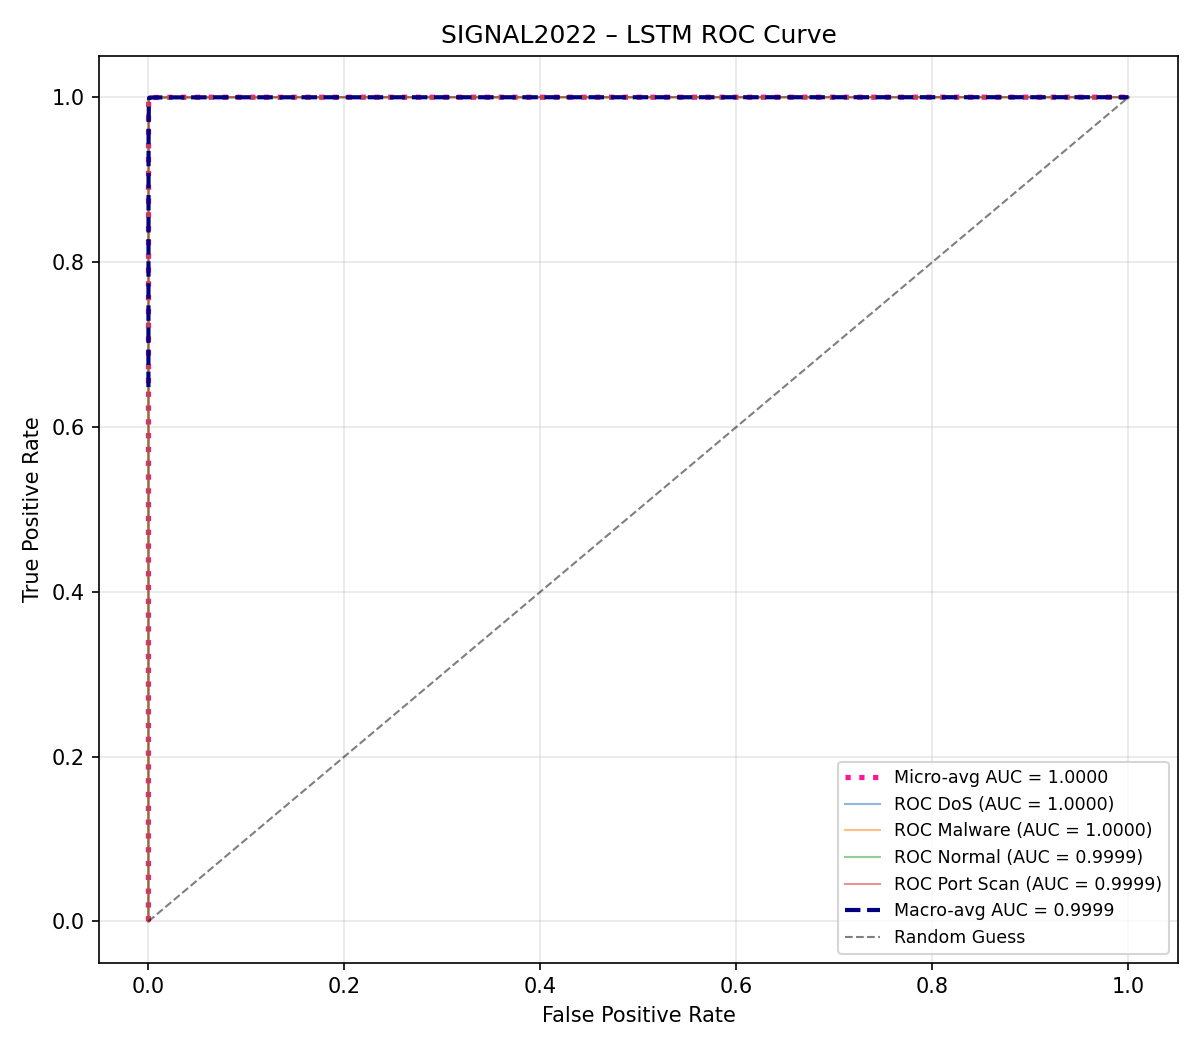 SIGNAL2022 – LSTM ROC Curve
1.0
0.8
0.6
0.4
0.2
0.0
True Positive Rate
Micro-avg AUC = 1.0000
ROC DoS (AUC = 1.0000)
ROC Malware (AUC = 1.0000)
ROC Normal (AUC = 0.9999)
ROC Port Scan (AUC = 0.9999)
Macro-avg AUC = 0.9999
Random Guess
0.0 0.2 0.4 0.6 0.8 1.0
False Positive Rate